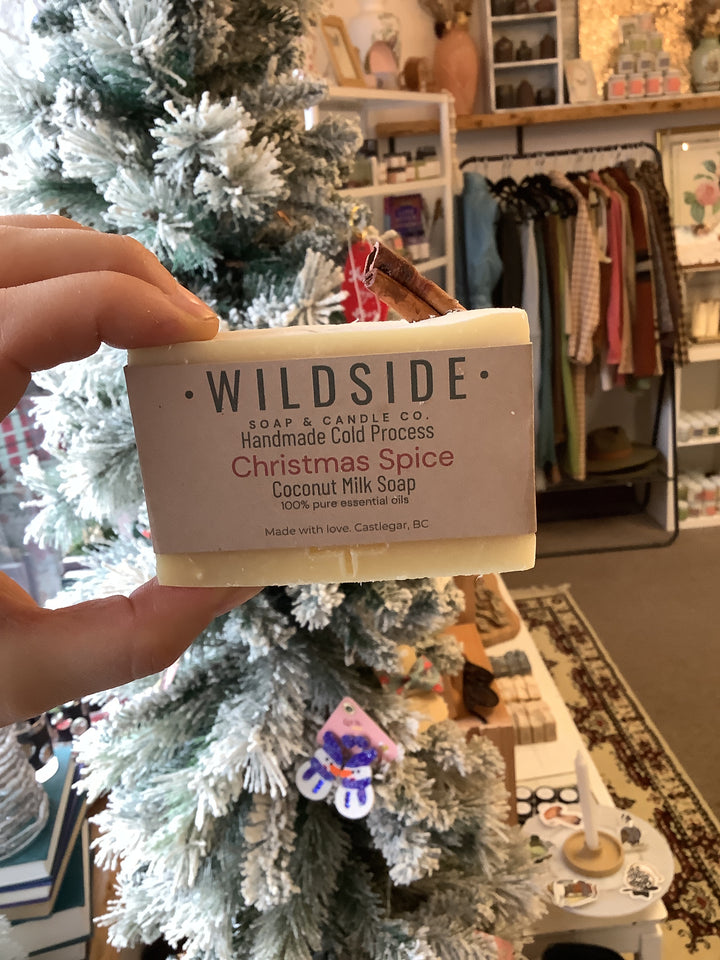 · WILDSIDE ·
SOAP & CANDLE CO.
Handmade Cold Process
Christmas Spice
Coconut Milk Soap
100% pure essential oils
Made with love. Castlegar, BC